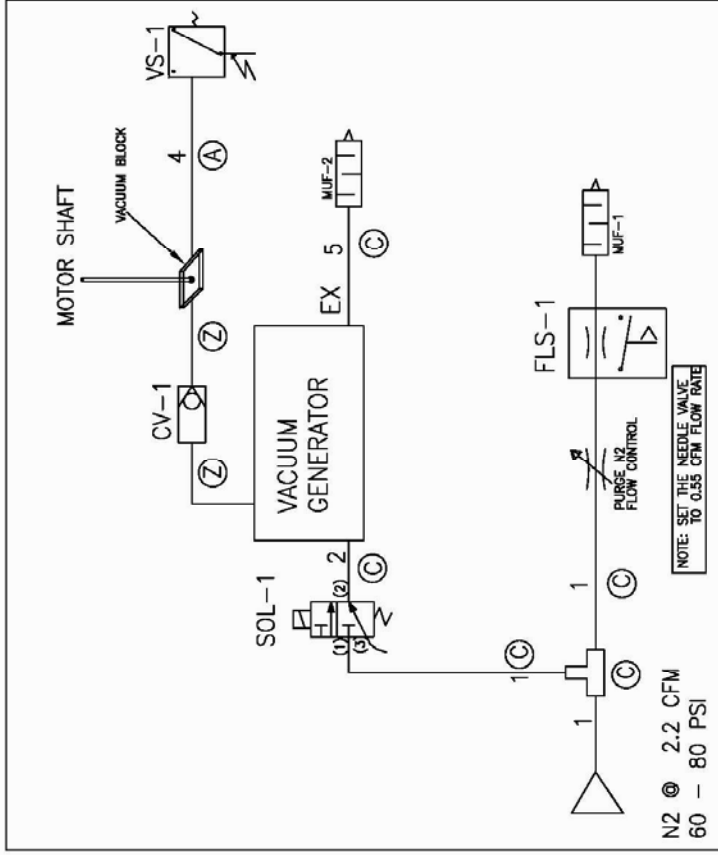 MOTOR SHAFT
VACUUM BLOCK
VS-1
CV-1
Z
Z
4
A
VACUUM
GENERATOR
EX
5
C
MUF-2
SOL-1
2
C
(1)
(2)
(3)
1
C
1
C
1
C
N2 @ 2.2 CFM
60 - 80 PSI
PURGE N2
FLOW CONTROL
FLS-1
MUF-1
NOTE: SET THE NEEDLE VALVE
TO 0.55 CFM FLOW RATE